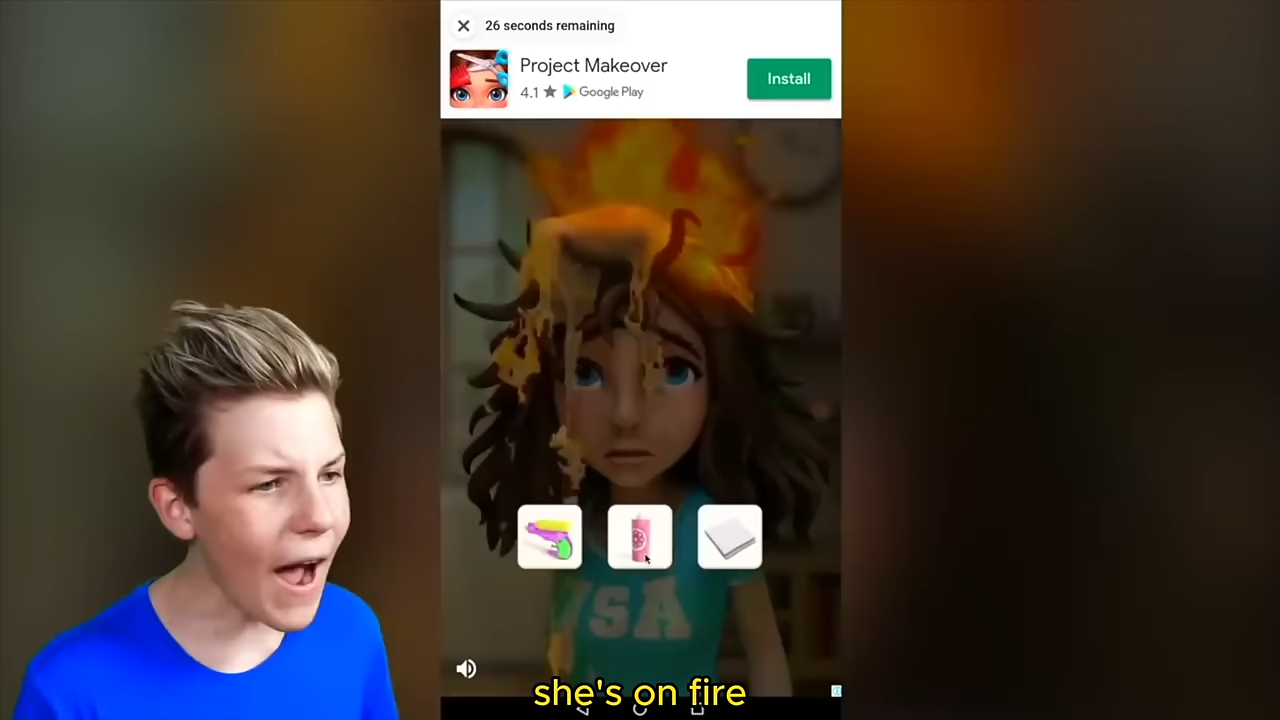 26 seconds remaining
Project Makeover
4.1 ★ Google Play
Install
USA
she's on fire